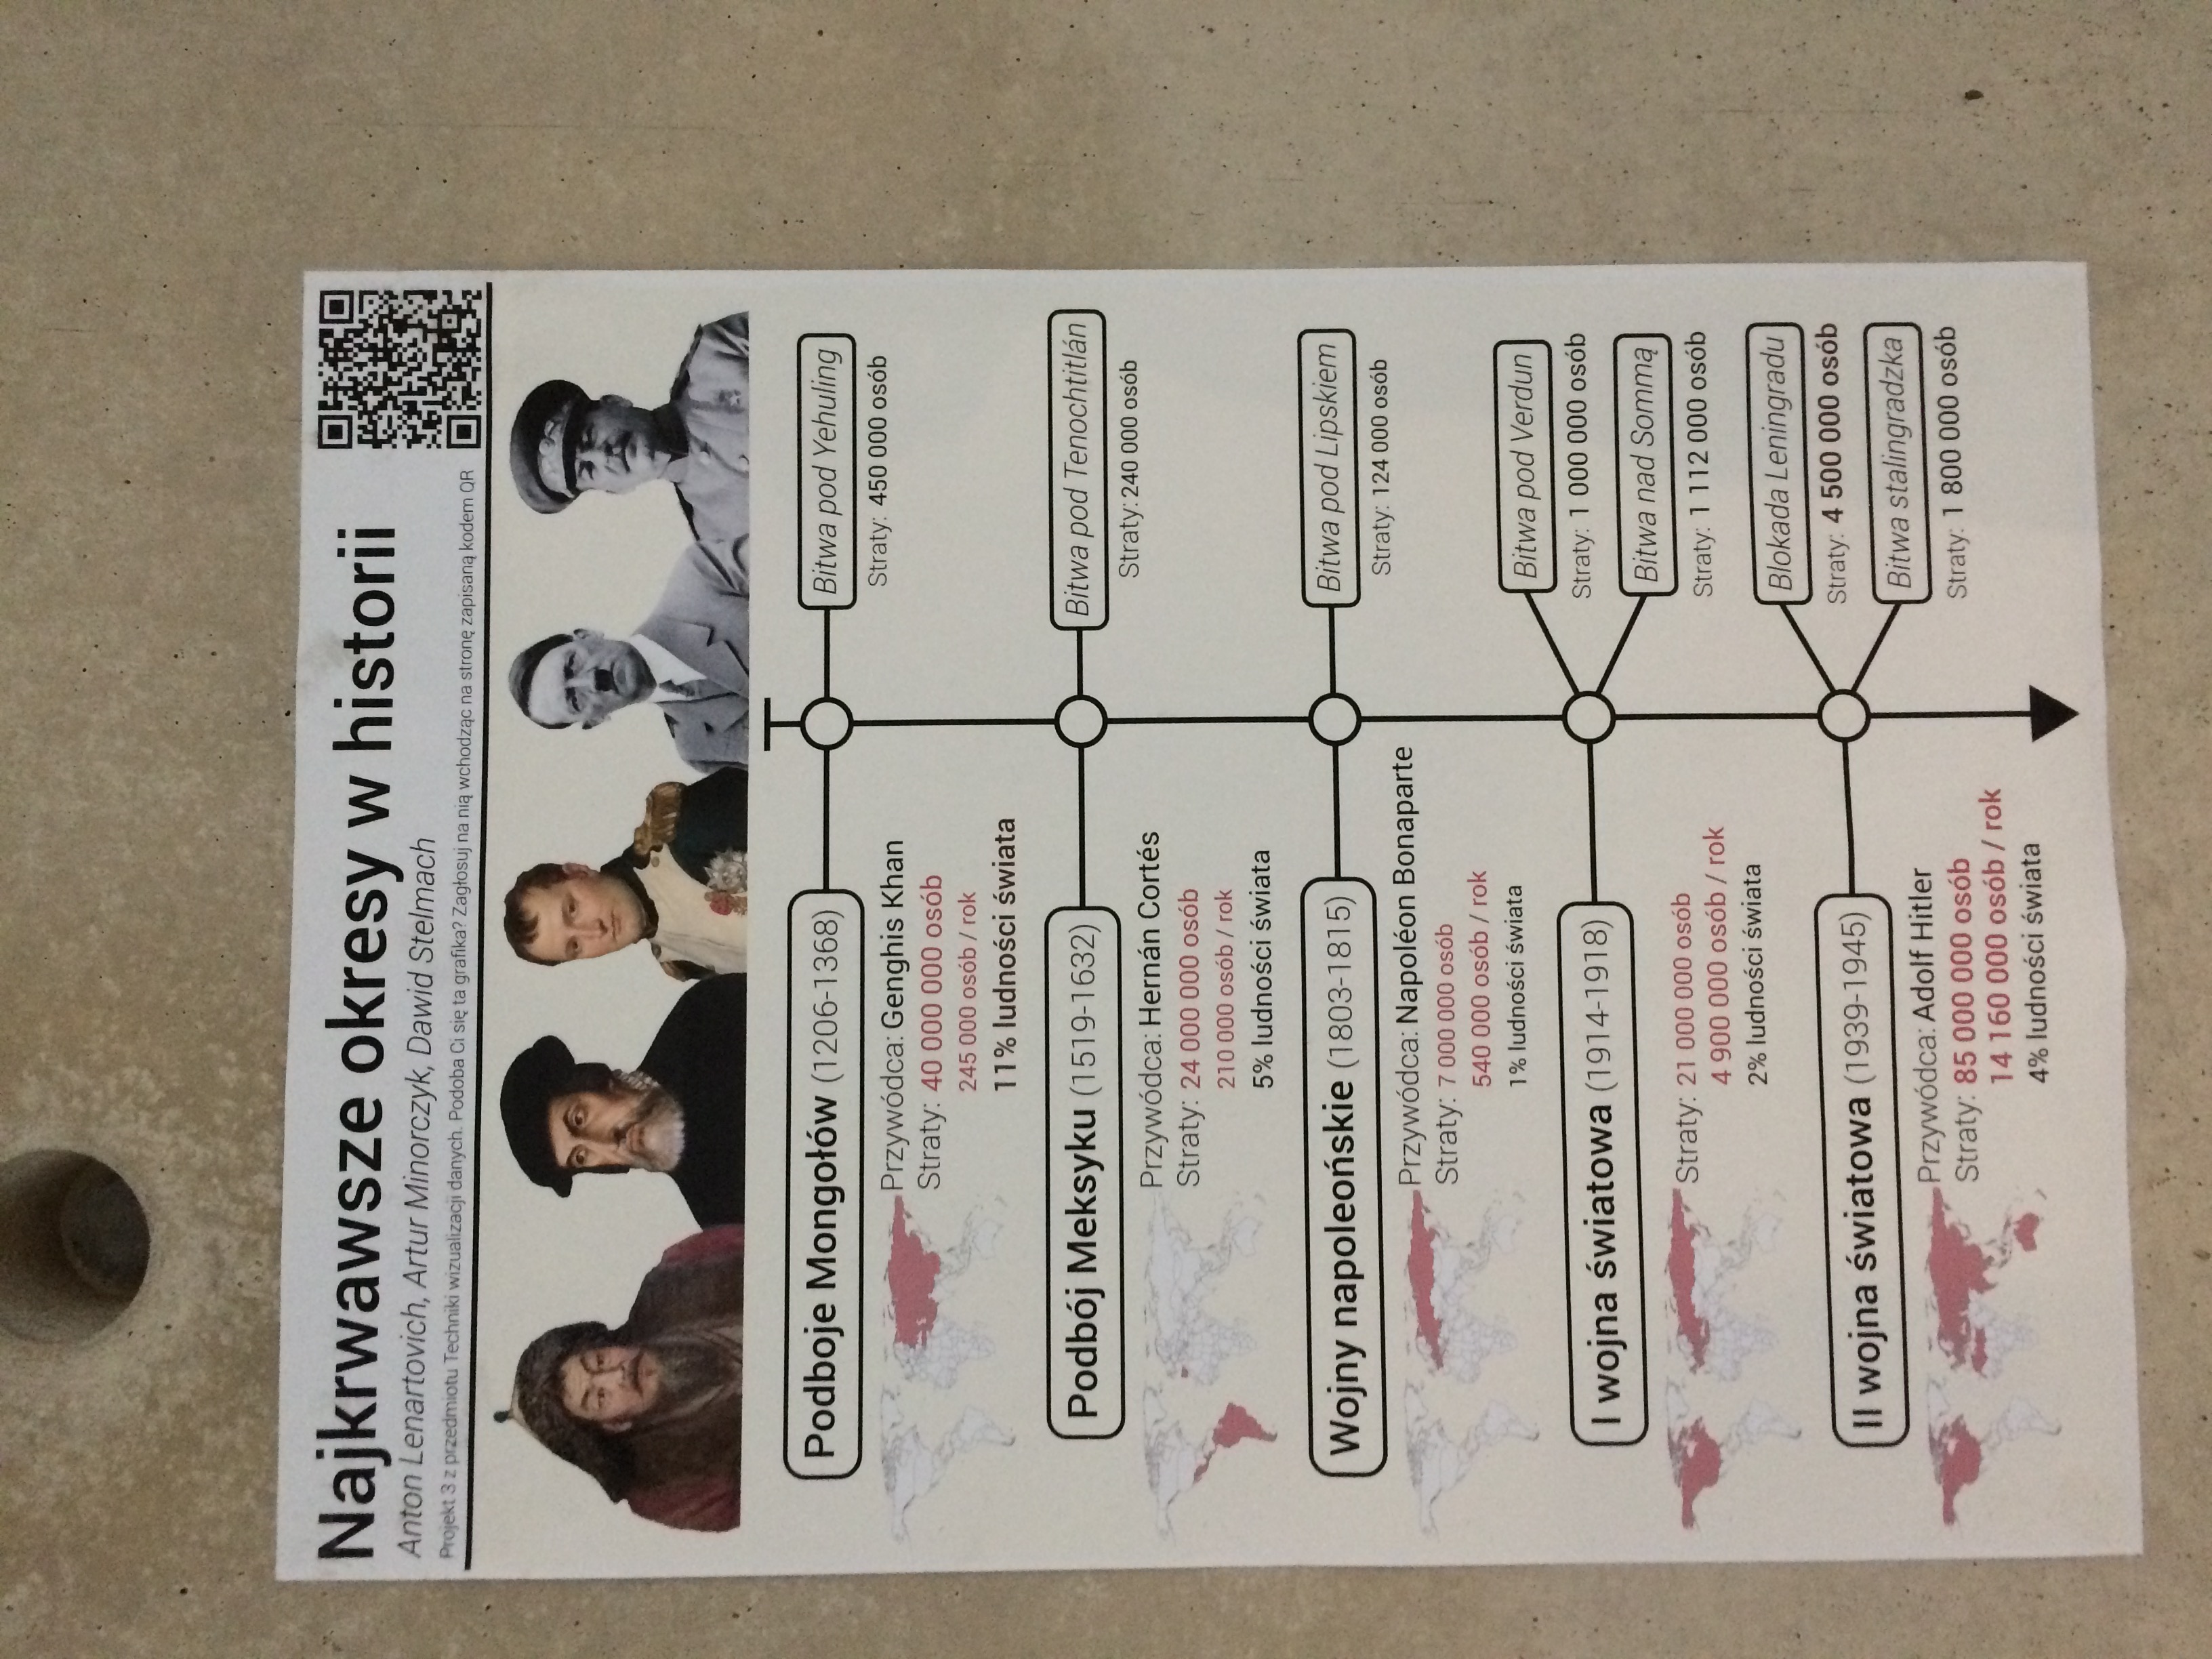 Najkrwawsze okresy w historii
Anton Lenartovich, Artur Minorczyk, Dawid Stelmach
Projekt 3 z przedmiotu Techniki wizualizacji danych. Podoba Ci się ta grafika? Zagłosuj na nią wchodząc na stronę zapisaną kodem QR
Podboje Mongołów (1206-1368)
Bitwa pod Yehuling
Straty: 450 000 osób
Przywódca: Genghis Khan
Straty: 40 000 000 osób
245 000 osób / rok
11% ludności świata
Podbój Meksyku (1519-1632)
Bitwa pod Tenochtitlán
Straty: 240 000 osób
Przywódca: Hernán Cortés
Straty: 24 000 000 osób
210 000 osób / rok
5% ludności świata
Wojny napoleońskie (1803-1815)
Bitwa pod Lipskiem
Straty: 124 000 osób
Przywódca: Napoléon Bonaparte
Straty: 7 000 000 osób
540 000 osób / rok
1% ludności świata
I wojna światowa (1914-1918)
Bitwa pod Verdun
Straty: 1 000 000 osób
Bitwa nad Sommą
Straty: 1 112 000 osób
Straty: 21 000 000 osób
4 900 000 osób / rok
2% ludności świata
II wojna światowa (1939-1945)
Blokada Leningradu
Straty: 4 500 000 osób
Bitwa stalingradzka
Straty: 1 800 000 osób
Przywódca: Adolf Hitler
Straty: 85 000 000 osób
14 160 000 osób / rok
4% ludności świata